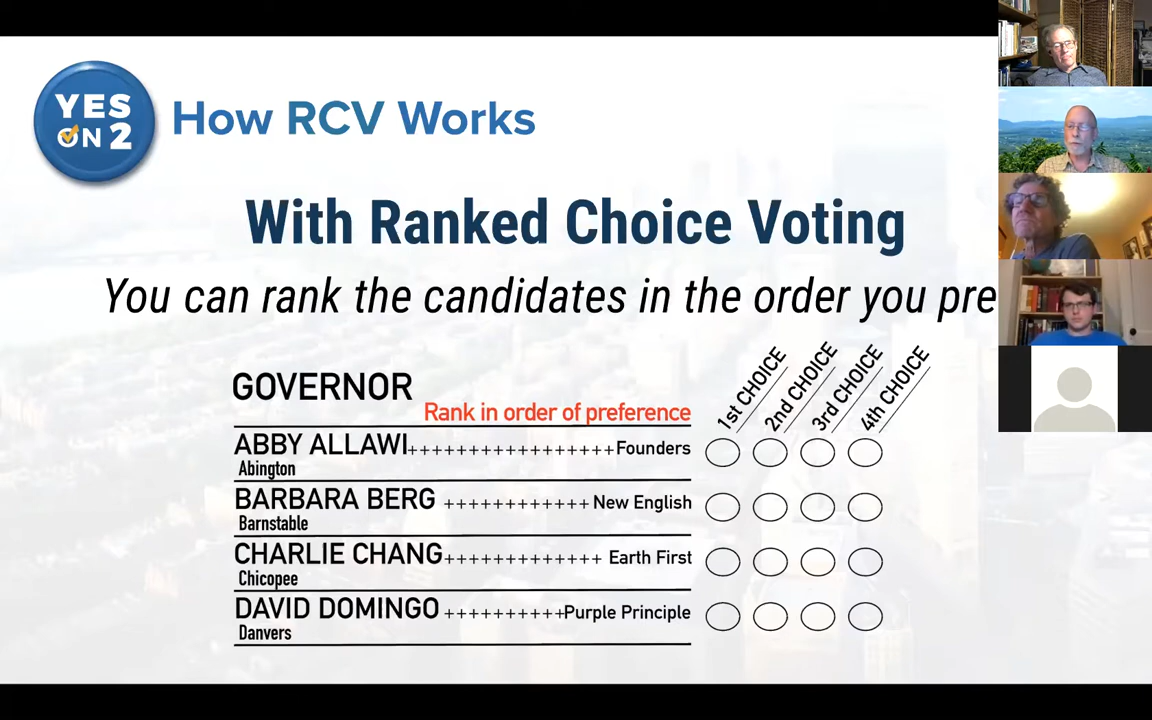 YES
ON 2
How RCV Works
With Ranked Choice Voting
You can rank the candidates in the order you pre
GOVERNOR
Rank in order of preference
1st CHOICE
2nd CHOICE
3rd CHOICE
4th CHOICE
ABBY ALLAWI+++++++++++++++++Founders
Abington
BARBARA BERG ++++++++++++ New English
Barnstable
CHARLIE CHANG+++++++++++++ Earth First
Chicopee
DAVID DOMINGO ++++++++++Purple Principle
Danvers